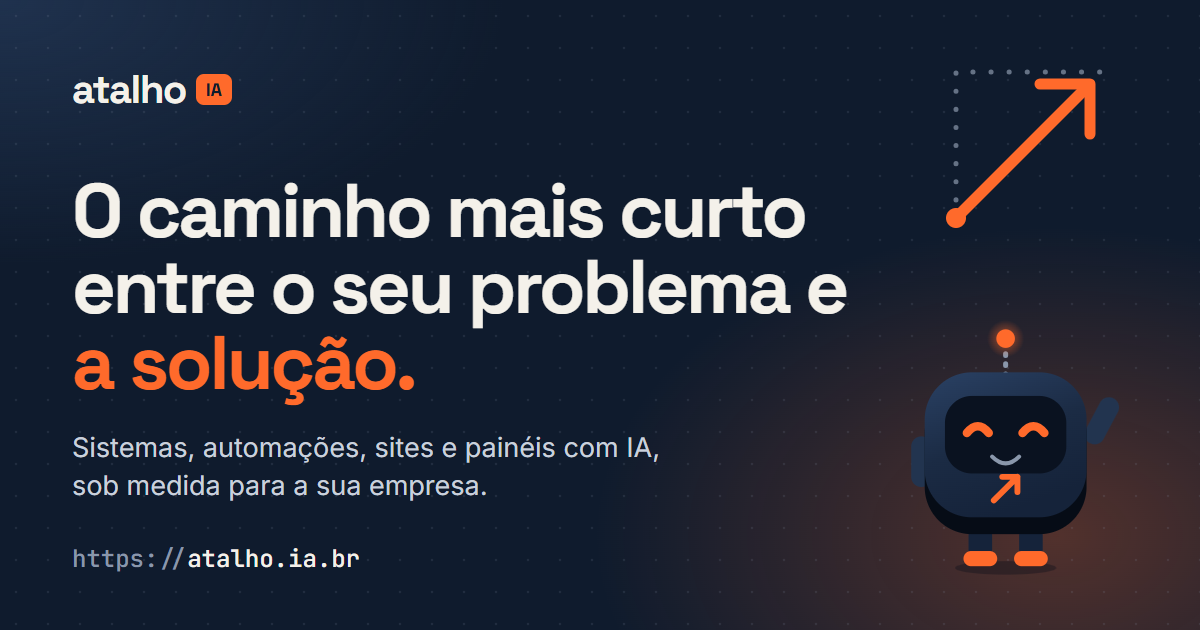 atalho IA
O caminho mais curto
entre o seu problema e
a solução.
Sistemas, automações, sites e painéis com IA,
sob medida para a sua empresa.
https://atalho.ia.br